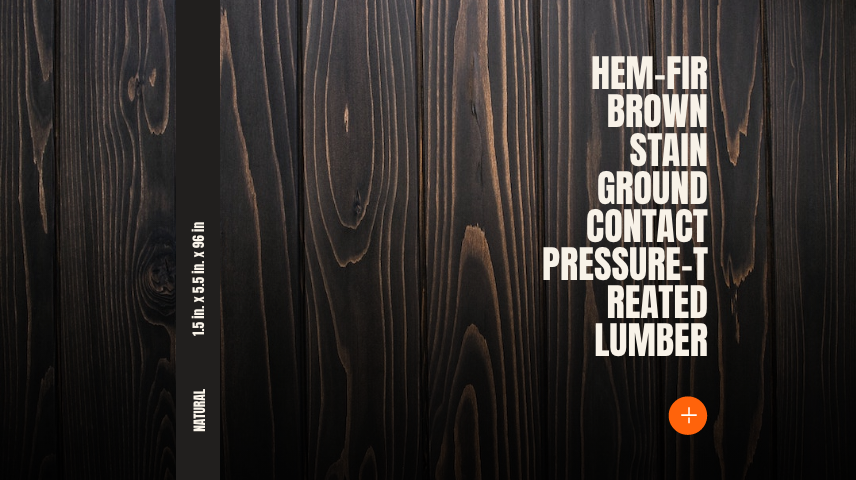 HEM-FIR
BROWN
STAIN
GROUND
CONTACT
PRESSURE-T
REATED
LUMBER
1.5 in. x 5.5 in. x 96 in
NATURAL